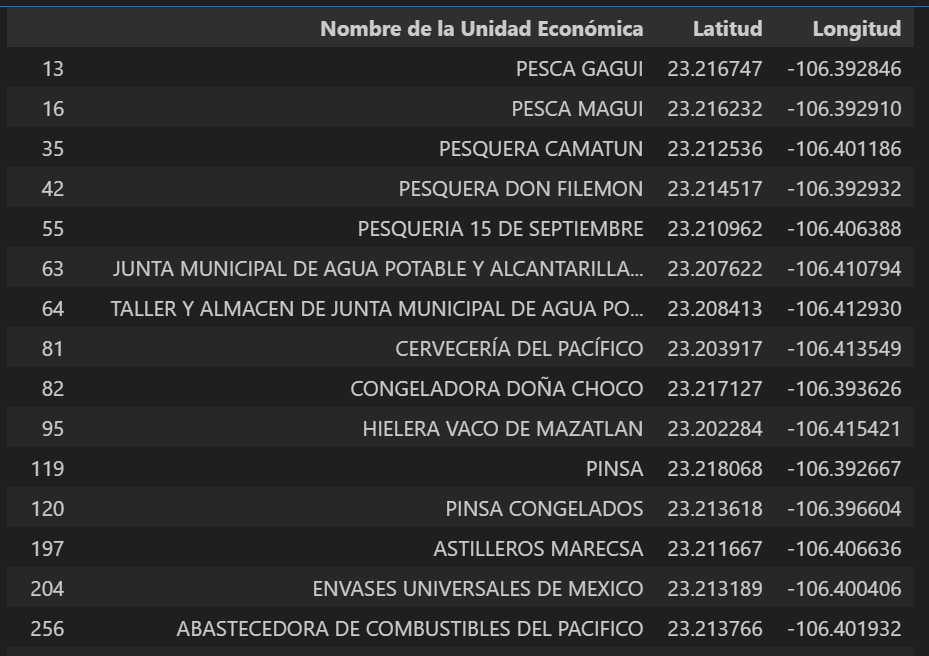 Nombre de la Unidad Económica Latitud Longitud
13 PESCA GAGUI 23.216747 -106.392846
16 PESCA MAGUI 23.216232 -106.392910
35 PESQUERA CAMATUN 23.212536 -106.401186
42 PESQUERA DON FILEMON 23.214517 -106.392932
55 PESQUERIA 15 DE SEPTIEMBRE 23.210962 -106.406388
63 JUNTA MUNICIPAL DE AGUA POTABLE Y ALCANTARILLA... 23.207622 -106.410794
64 TALLER Y ALMACEN DE JUNTA MUNICIPAL DE AGUA PO... 23.208413 -106.412930
81 CERVECERÍA DEL PACÍFICO 23.203917 -106.413549
82 CONGELADORA DOÑA CHOCO 23.217127 -106.393626
95 HIELERA VACO DE MAZATLAN 23.202284 -106.415421
119 PINSA 23.218068 -106.392667
120 PINSA CONGELADOS 23.213618 -106.396604
197 ASTILLEROS MARECSA 23.211667 -106.406636
204 ENVASES UNIVERSALES DE MEXICO 23.213189 -106.400406
256 ABASTECEDORA DE COMBUSTIBLES DEL PACIFICO 23.213766 -106.401932